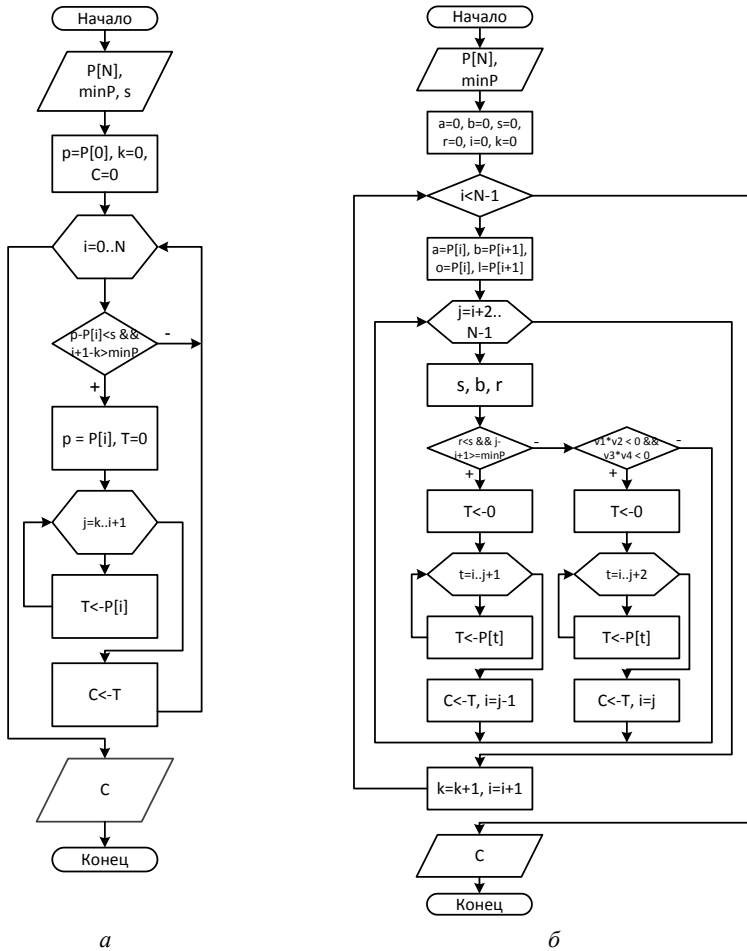 Начало
P[N],
minP, s
p=P[0], k=0,
C=0
i=0..N
p-P[i]<s &&
i+1-k>minP
-
+
p = P[i], T=0
j=k..i+1
T<-P[i]
C<-T
C
Конец
а
Начало
P[N],
minP
a=0, b=0, s=0,
r=0, i=0, k=0
i<N-1
a=P[i], b=P[i+1],
o=P[i], l=P[i+1]
j=i+2..
N-1
s, b, r
r<s && j-
i+1>=minP
-
v1*v2 < 0 &&
v3*v4 < 0
-
+
+
T<-0
T<-0
t=i..j+1
t=i..j+2
T<-P[t]
T<-P[t]
C<-T, i=j-1
C<-T, i=j
k=k+1, i=i+1
C
Конец
б